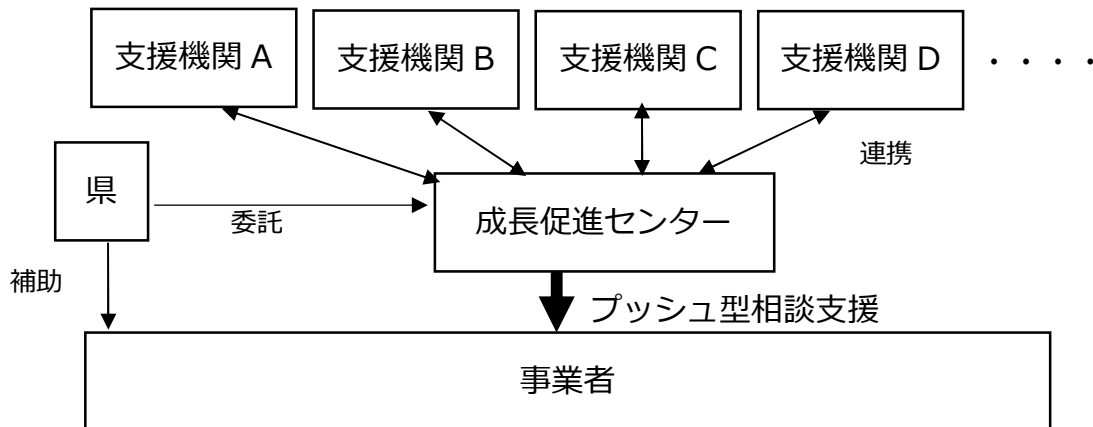 支援機関 A
支援機関 B
支援機関 C
支援機関 D
・・・・
連携
県
委託
成長促進センター
補助
プッシュ型相談支援
事業者